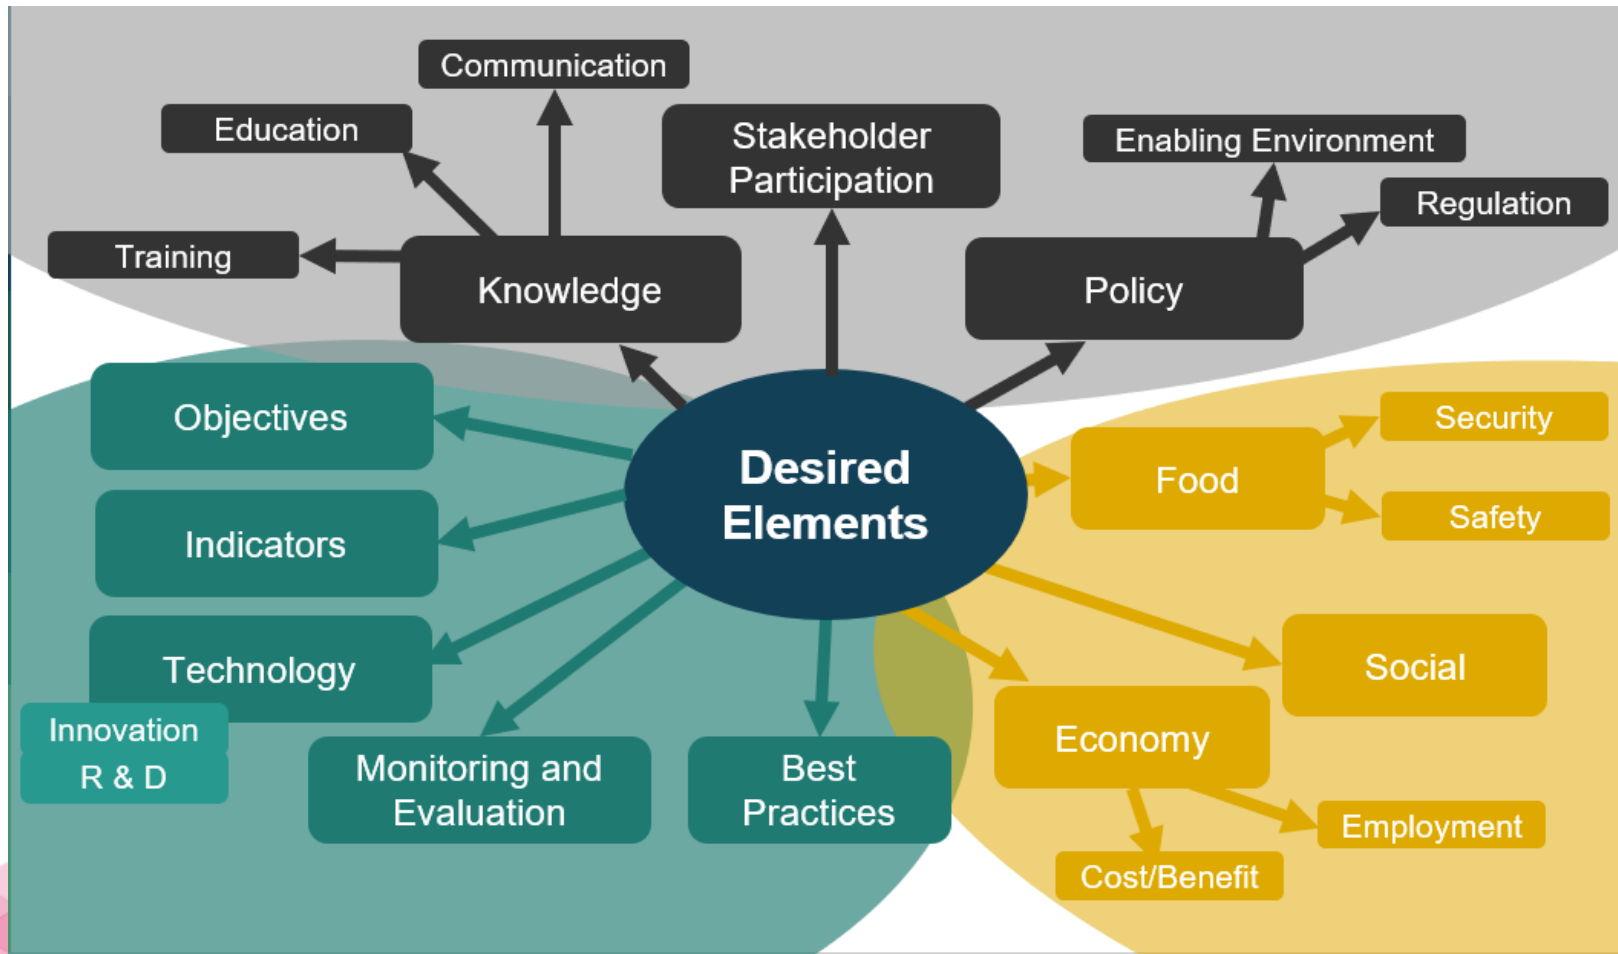 Communication
Education
Training
Knowledge
Stakeholder
Participation
Enabling Environment
Regulation
Policy
Desired
Elements
Objectives
Indicators
Technology
Innovation
R & D
Monitoring and
Evaluation
Best
Practices
Food
Security
Safety
Social
Economy
Employment
Cost/Benefit